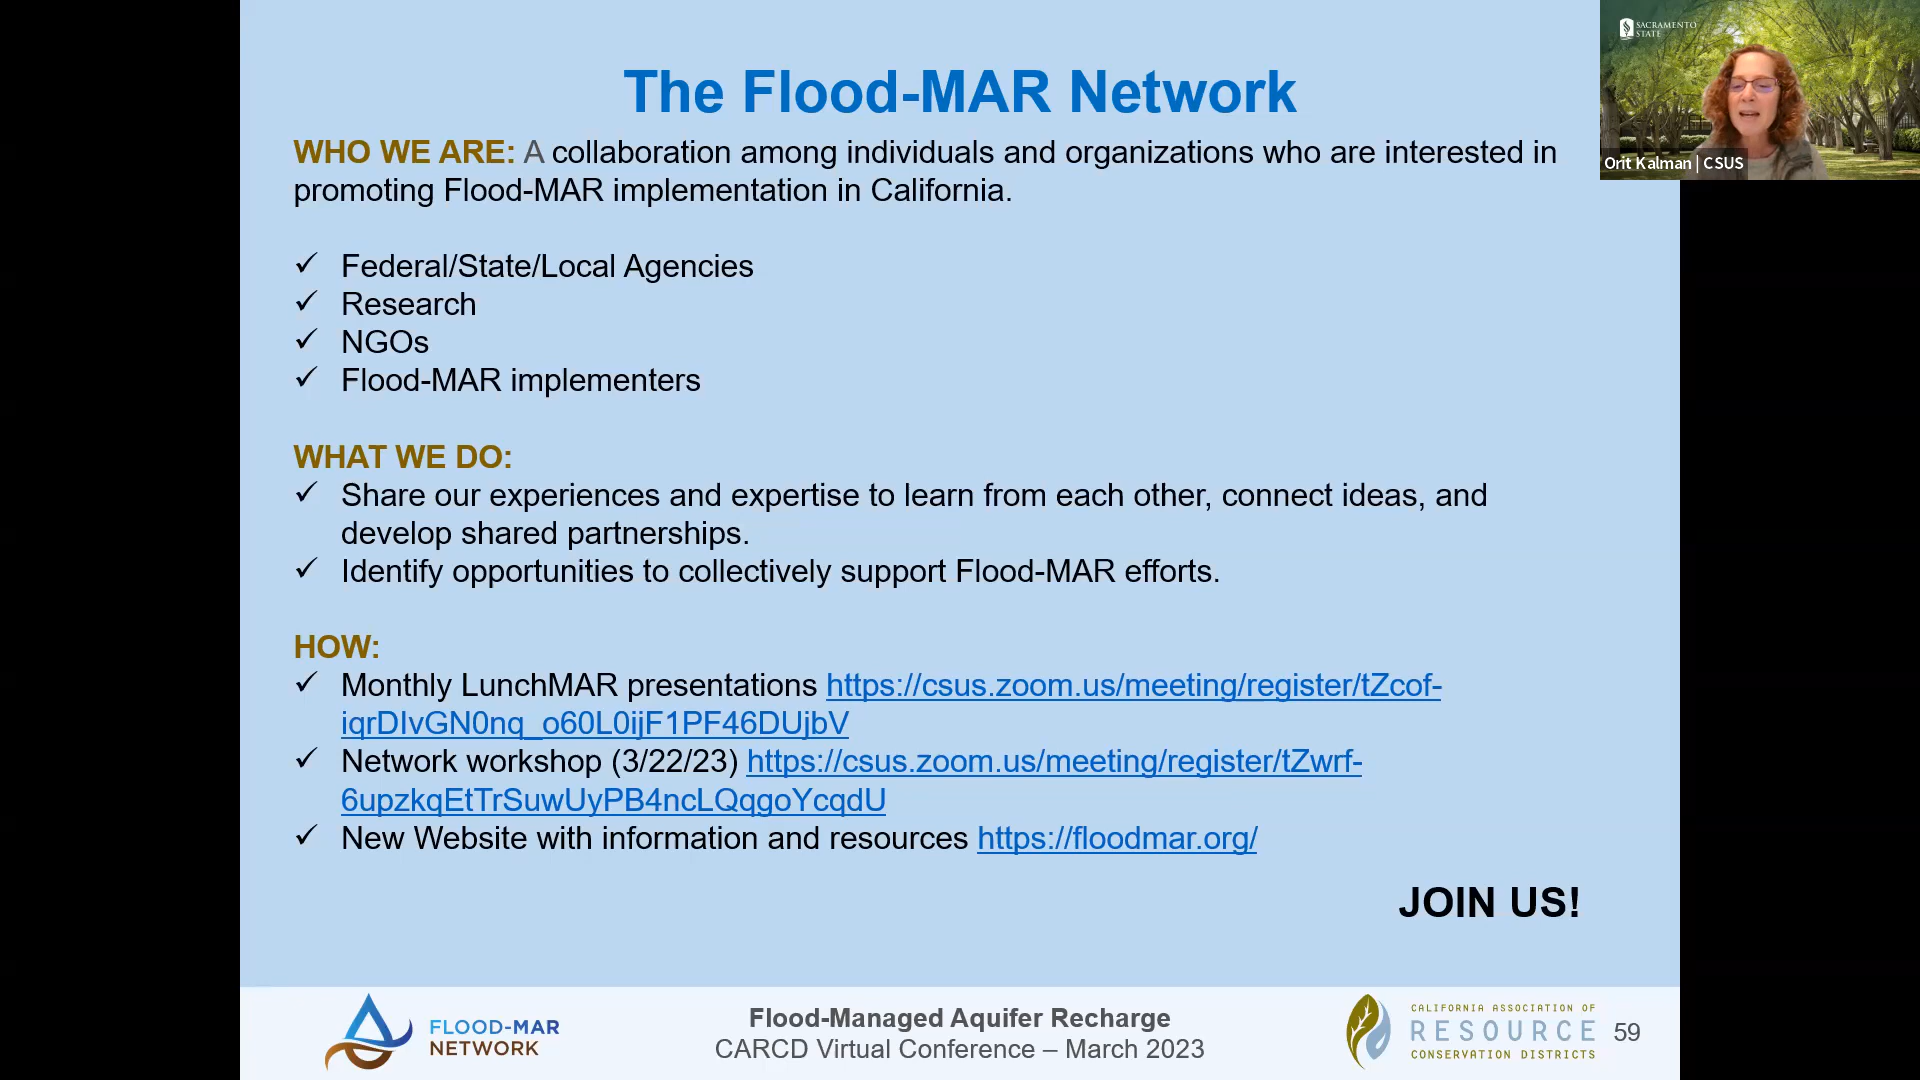 The Flood-MAR Network
WHO WE ARE: A collaboration among individuals and organizations who are interested in
promoting Flood-MAR implementation in California.
✓ Federal/State/Local Agencies
✓ Research
✓ NGOs
✓ Flood-MAR implementers
WHAT WE DO:
✓ Share our experiences and expertise to learn from each other, connect ideas, and
develop shared partnerships.
✓ Identify opportunities to collectively support Flood-MAR efforts.
HOW:
✓ Monthly LunchMAR presentations https://csus.zoom.us/meeting/register/tZcof-
iqrDIvGN0nq_o60L0ijF1PF46DUjbV
✓ Network workshop (3/22/23) https://csus.zoom.us/meeting/register/tZwrf-
6upzkqEtTrSuwUyPB4ncLQqgoYcqdU
✓ New Website with information and resources https://floodmar.org/
JOIN US!
FLOOD-MAR
NETWORK
Flood-Managed Aquifer Recharge
CARCD Virtual Conference – March 2023
CALIFORNIA ASSOCIATION OF
RESOURCE
CONSERVATION DISTRICTS
59
SACRAMENTO
STATE
Orit Kalman | CSUS